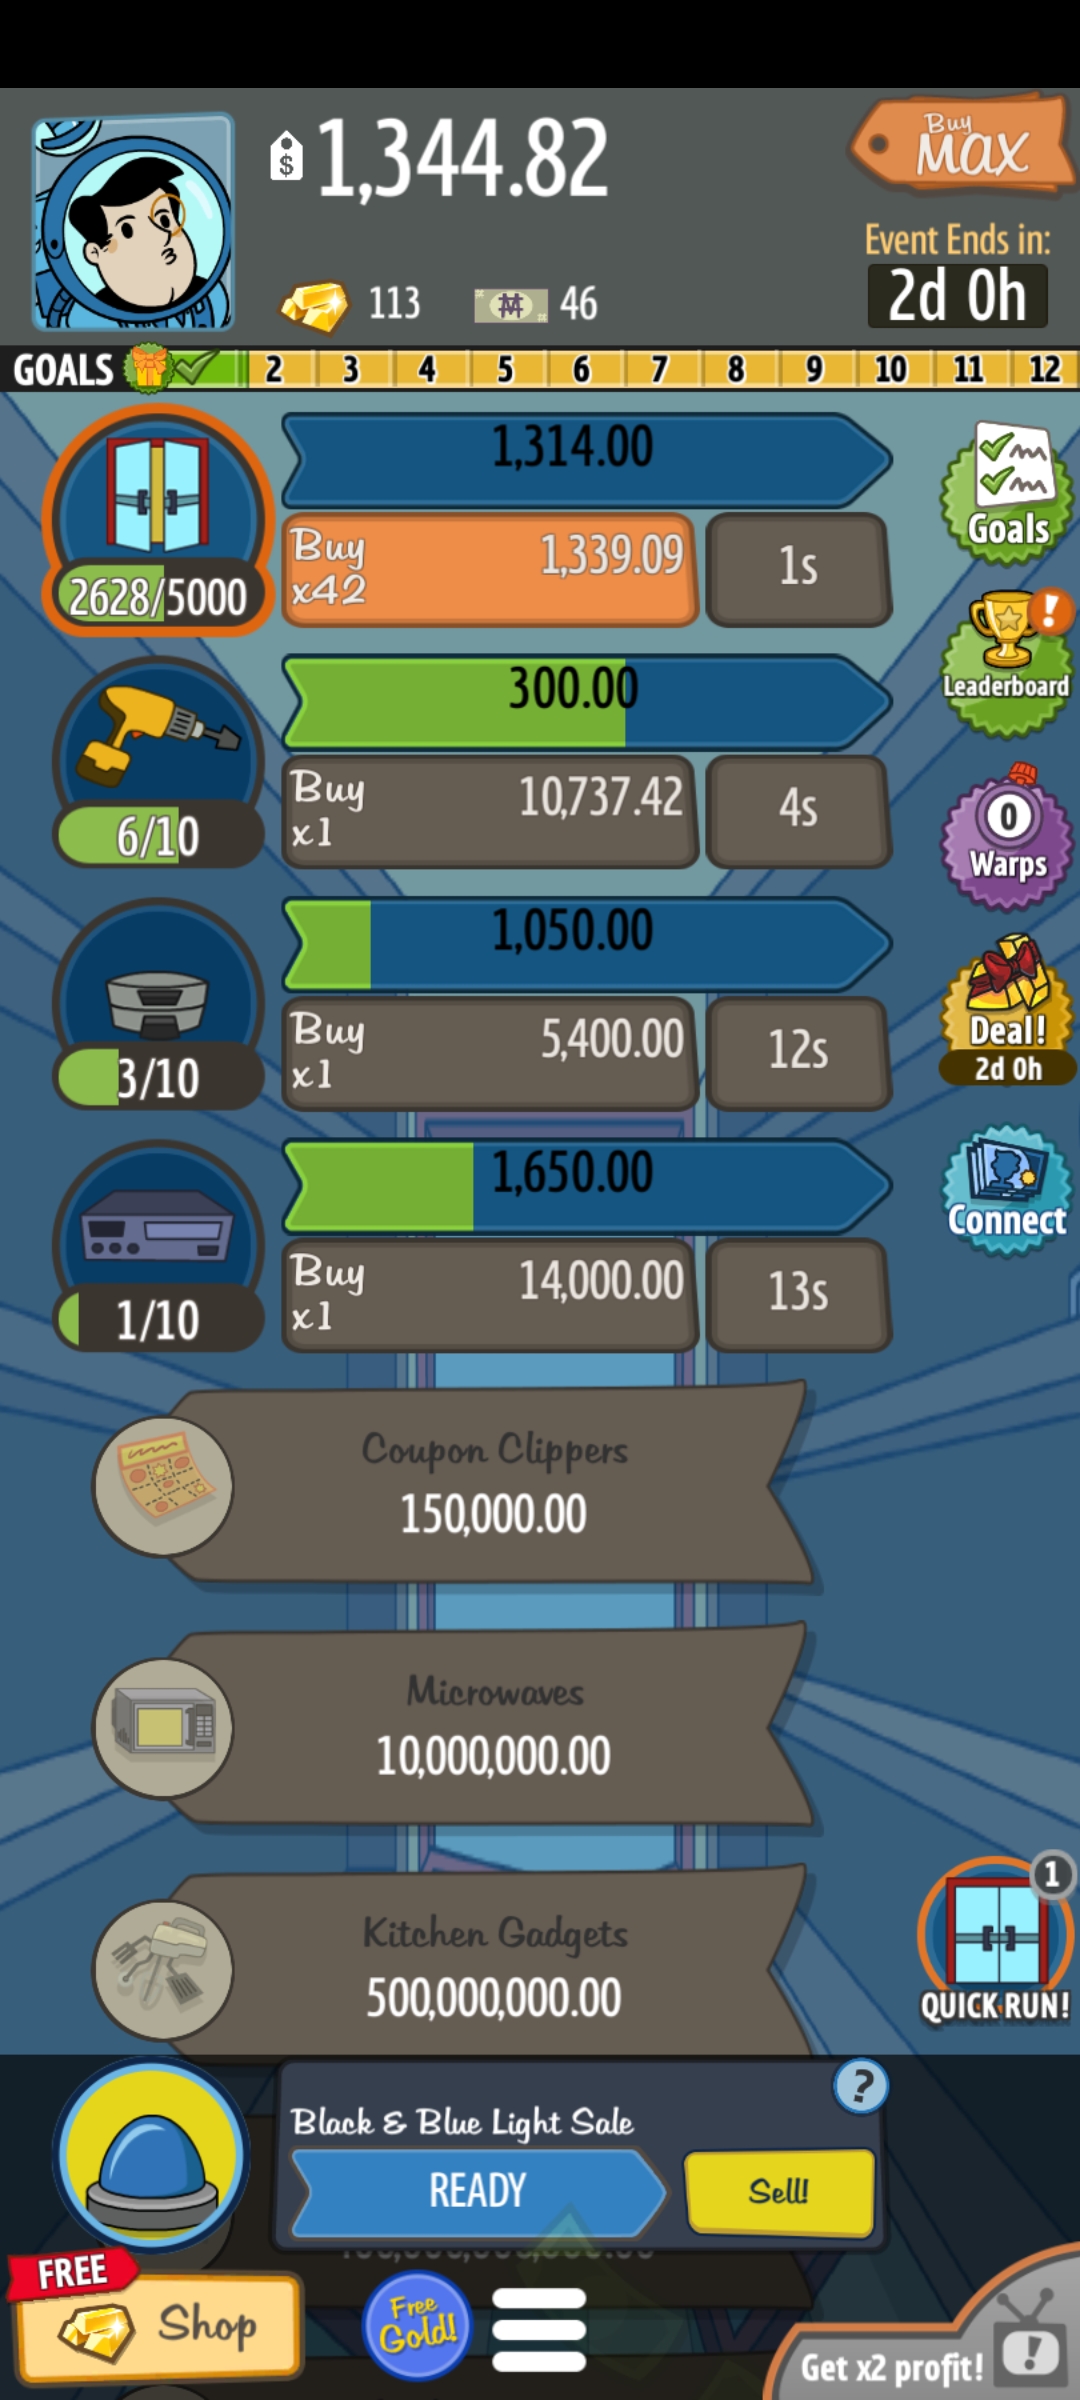 $ 1,344.82
Buy
MAX
113
46
Event Ends in:
2d 0h
GOALS 2 3 4 5 6 7 8 9 10 11 12
1,314.00
Buy
x42
1,339.09
1s
2628/5000
Goals
Leaderboard
300.00
Buy
x1
10,737.42
4s
6/10
0
Warps
1,050.00
Buy
x1
5,400.00
12s
3/10
Deal!
2d 0h
1,650.00
Buy
x1
14,000.00
13s
1/10
Connect
Coupon Clippers
150,000.00
Microwaves
10,000,000.00
Kitchen Gadgets
500,000,000.00
1
QUICK RUN!
Black & Blue Light Sale
?
READY
Sell!
FREE
Shop
Free
Gold!
Get x2 profit!